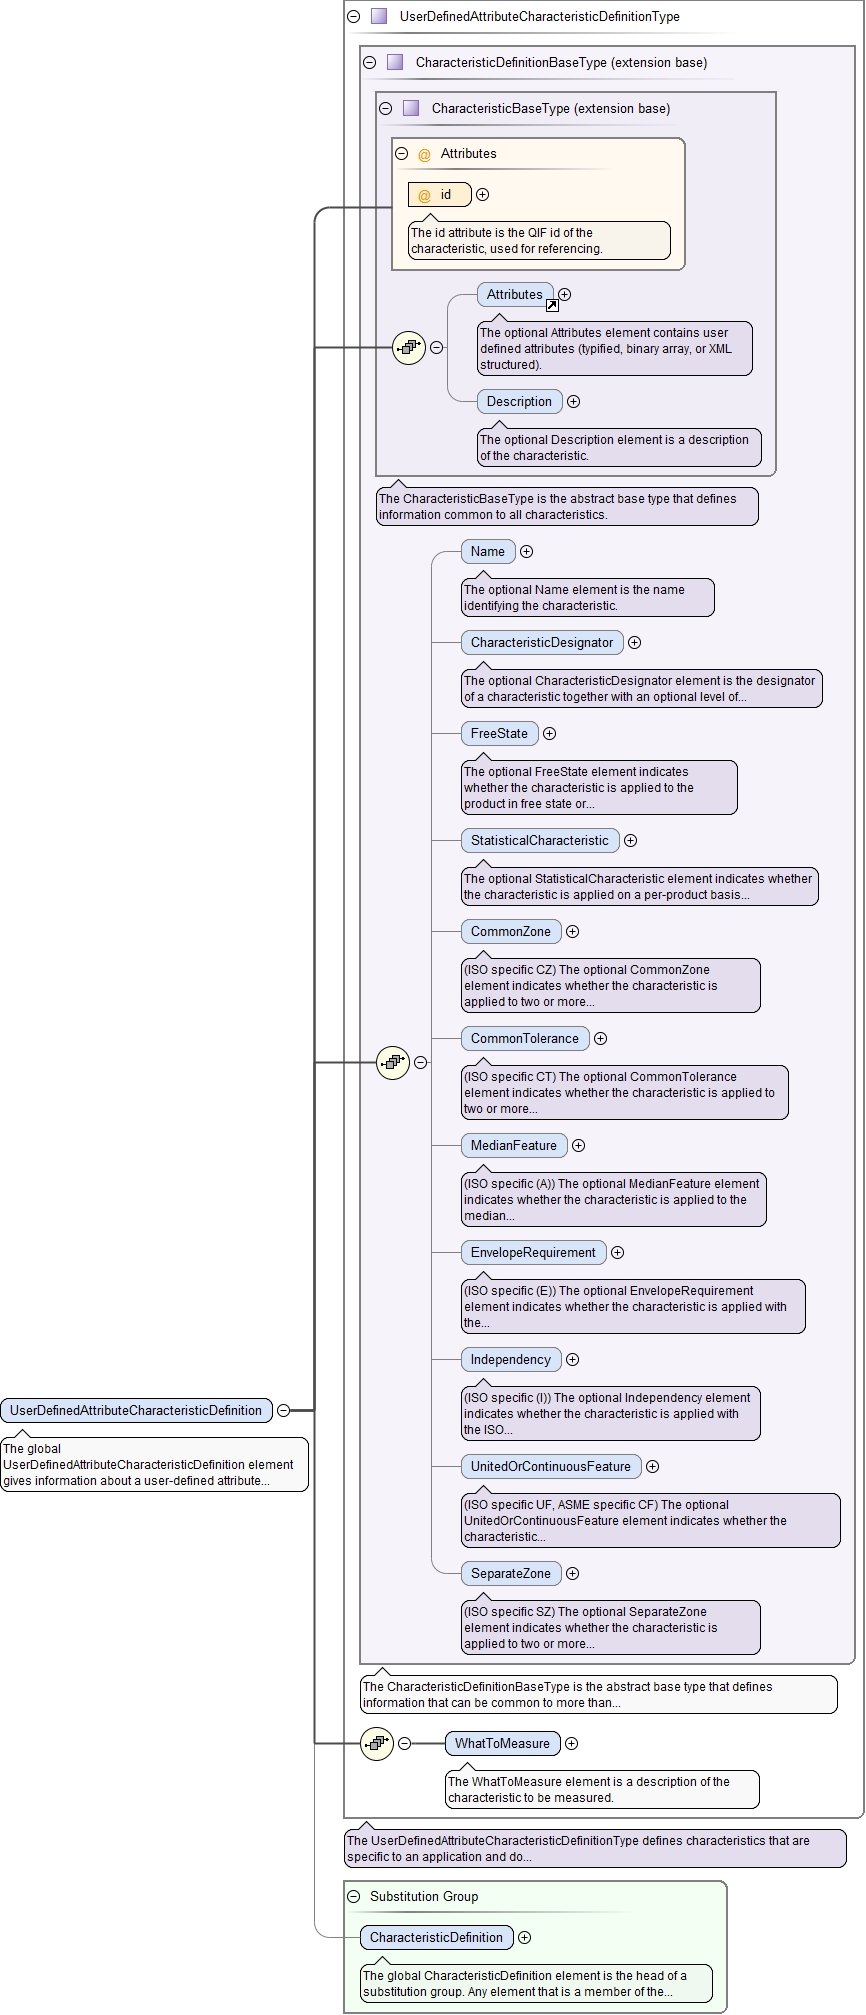 UserDefinedAttributeCharacteristicDefinitionType
CharacteristicDefinitionBaseType (extension base)
CharacteristicBaseType (extension base)
@ Attributes
@ id
The id attribute is the QIF id of the
characteristic, used for referencing.
Attributes
The optional Attributes element contains user
defined attributes (typified, binary array, or XML
structured).
Description
The optional Description element is a description
of the characteristic.
The CharacteristicBaseType is the abstract base type that defines
information common to all characteristics.
Name
The optional Name element is the name
identifying the characteristic.
CharacteristicDesignator
The optional CharacteristicDesignator element is the designator
of a characteristic together with an optional level of...
FreeState
The optional FreeState element indicates
whether the characteristic is applied to the
product in free state or...
StatisticalCharacteristic
The optional StatisticalCharacteristic element indicates whether
the characteristic is applied on a per-product basis...
CommonZone
(ISO specific CZ) The optional CommonZone
element indicates whether the characteristic is
applied to two or more...
CommonTolerance
(ISO specific CT) The optional CommonTolerance
element indicates whether the characteristic is applied to
two or more...
MedianFeature
(ISO specific (A)) The optional MedianFeature element
indicates whether the characteristic is applied to the
median...
EnvelopeRequirement
(ISO specific (E)) The optional EnvelopeRequirement
element indicates whether the characteristic is applied with
the...
Independency
(ISO specific (I)) The optional Independency element
indicates whether the characteristic is applied with
the ISO...
UserDefinedAttributeCharacteristicDefinition
The global
UserDefinedAttributeCharacteristicDefinition element
gives information about a user-defined attribute...
UnitedOrContinuousFeature
(ISO specific UF, ASME specific CF) The optional
UnitedOrContinuousFeature element indicates whether the
characteristic...
SeparateZone
(ISO specific SZ) The optional SeparateZone
element indicates whether the characteristic is
applied to two or more...
The CharacteristicDefinitionBaseType is the abstract base type that defines
information that can be common to more than...
WhatToMeasure
The WhatToMeasure element is a description of the
characteristic to be measured.
The UserDefinedAttributeCharacteristicDefinitionType defines characteristics that are
specific to an application and do...
Substitution Group
CharacteristicDefinition
The global CharacteristicDefinition element is the head of a
substitution group. Any element that is a member of the...